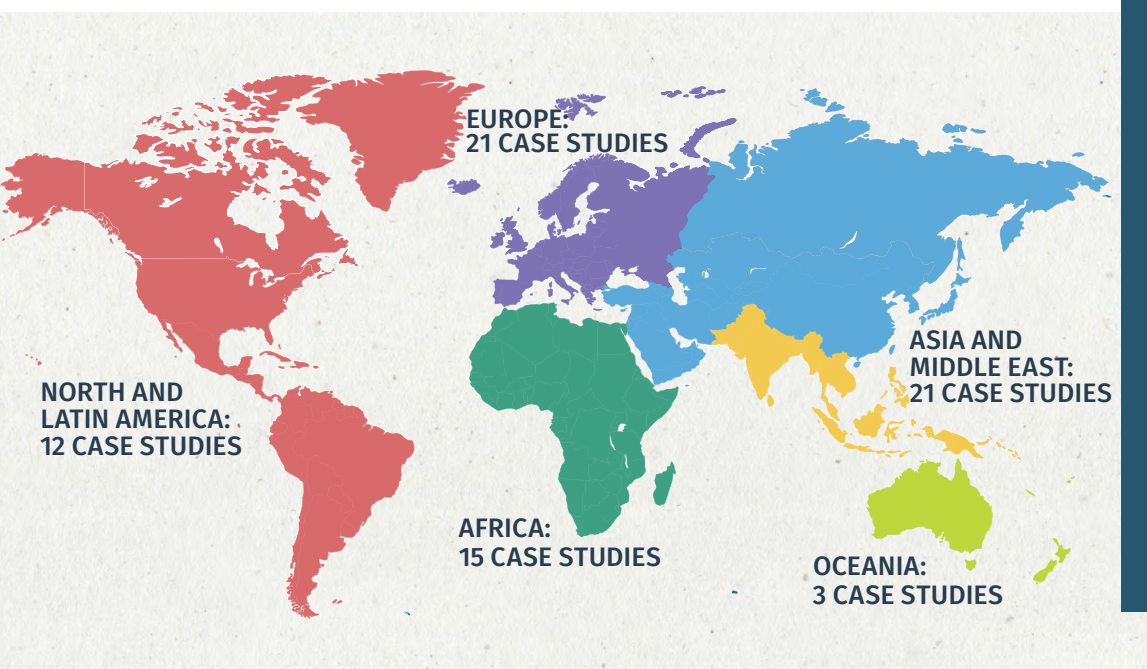 EUROPE:
21 CASE STUDIES
ASIA AND
MIDDLE EAST:
21 CASE STUDIES
NORTH AND
LATIN AMERICA:
12 CASE STUDIES
AFRICA:
15 CASE STUDIES
OCEANIA:
3 CASE STUDIES